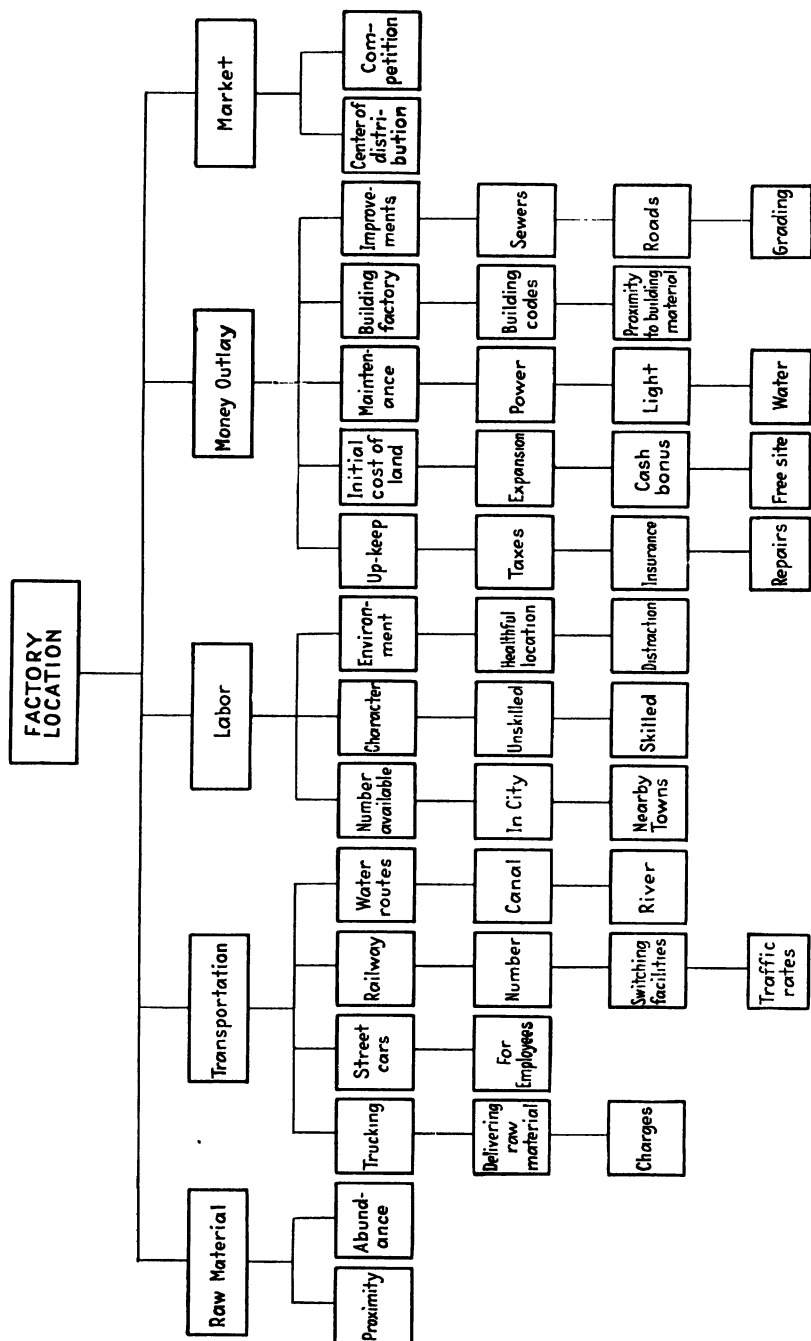 FACTORY
LOCATION
Raw Material
Transportation
Labor
Money Outlay
Market
Proximity
Abund-
ance
Trucking
Street
cars
Railway
Water
routes
Number
available
Character
Environ-
ment
Up-keep
Initial
cost of
land
Mainten-
ance
Building
factory
Improve-
ments
Center of
distri-
bution
Com-
petition
Delivering
raw
material
For
Employees
Number
Canal
In City
Unskilled
Healthful
location
Taxes
Expansion
Power
Building
codes
Sewers
Charges
Switching
facilities
River
Nearby
Towns
Skilled
Distraction
Insurance
Cash
bonus
Light
Proximity
to building
material
Roads
Traffic
rates
Repairs
Free site
Water
Grading